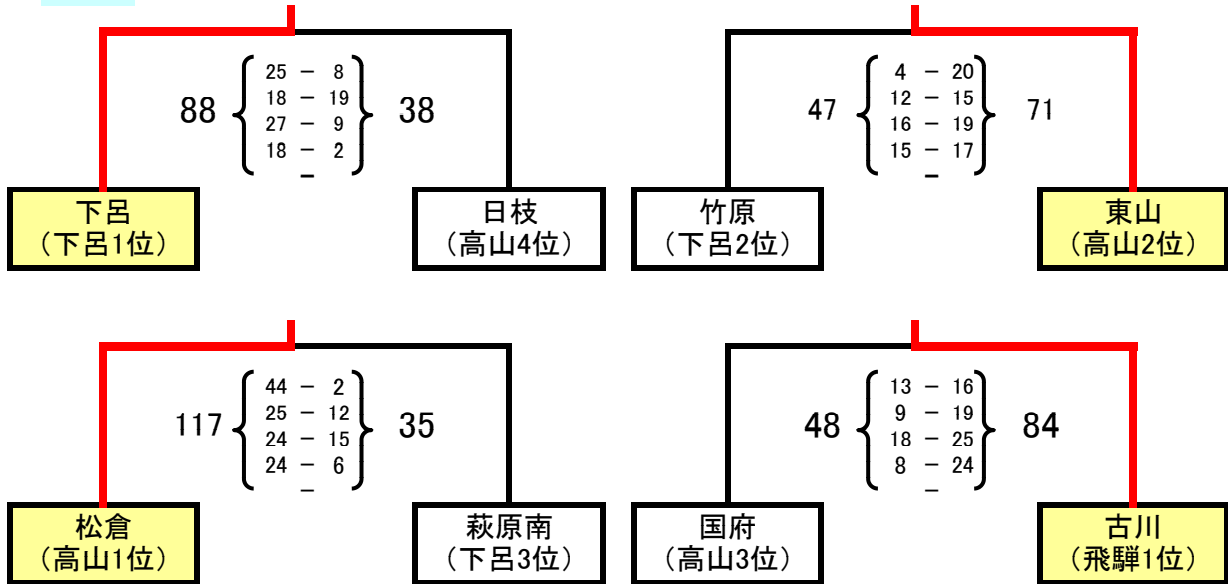 25 － 8
18 － 19
88 38
27 － 9
18 － 2
－
下呂
(下呂1位)
日枝
(高山4位)
4 － 20
12 － 15
47 71
16 － 19
15 － 17
－
竹原
(下呂2位)
東山
(高山2位)
44 － 2
25 － 12
117 35
24 － 15
24 － 6
－
松倉
(高山1位)
萩原南
(下呂3位)
13 － 16
9 － 19
48 84
18 － 25
8 － 24
－
国府
(高山3位)
古川
(飛騨1位)